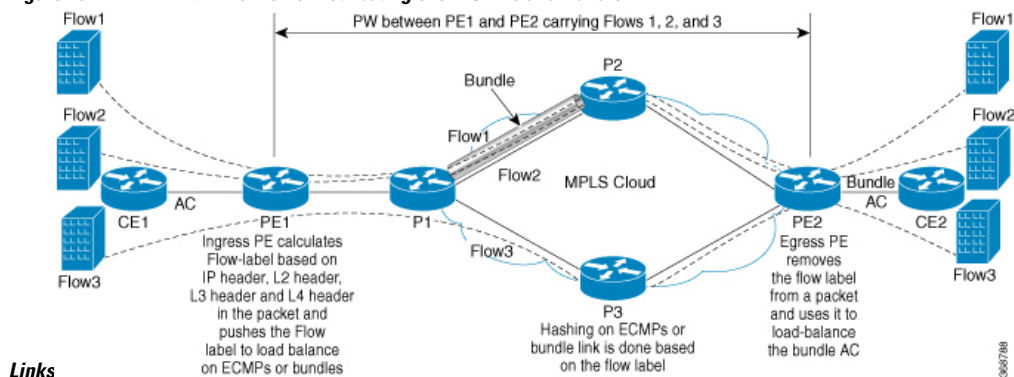 PW between PE1 and PE2 carrying Flows 1, 2, and 3
Flow1
Flow1
P2
Bundle
Flow2
Flow2
Flow1
Flow2
MPLS Cloud
Bundle
AC
AC
CE1
PE1
P1
PE2
CE2
Ingress PE calculates
Flow-label based on
IP header, L2 header,
L3 header and L4 header
in the packet and
pushes the Flow
label to load balance
on ECMPs or bundles
Flow3
Flow3
Flow3
Egress PE
removes
the flow label
from a packet
and uses it to
load-balance
the bundle AC
P3
Hashing on ECMPs or
bundle link is done based
on the flow label
368788
Links